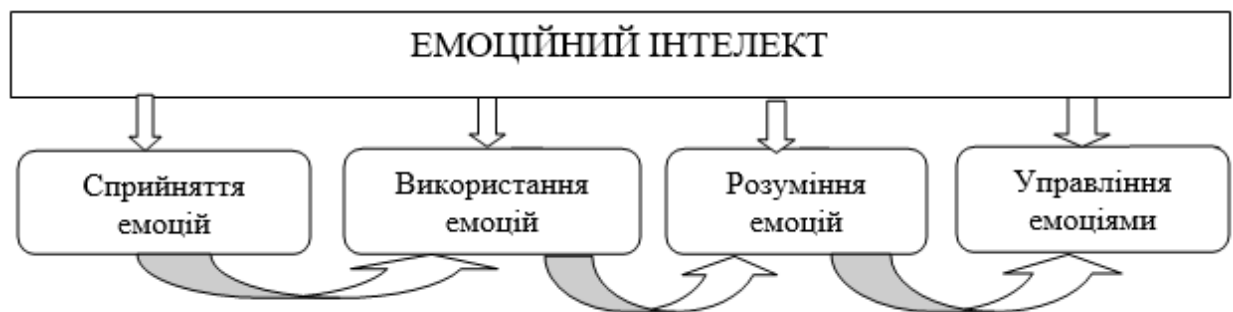 ЕМОЦІЙНИЙ ІНТЕЛЕКТ
Сприйняття
емоцій
Використання
емоцій
Розуміння
емоцій
Управління
емоціями